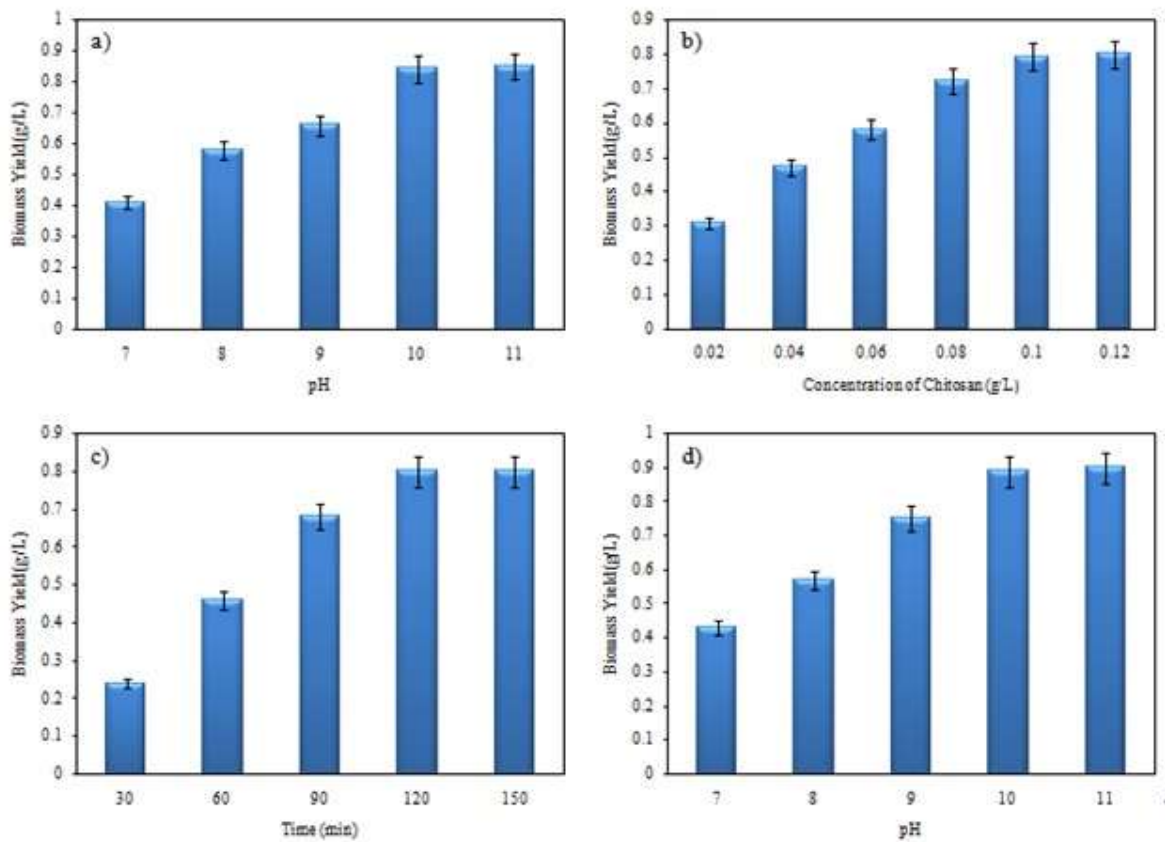 a)
Biomass Yield(g/L)
1
0.9
0.8
0.7
0.6
0.5
0.4
0.3
0.2
0.1
0
7 8 9 10 11
pH
b)
Biomass Yield(g/L)
0.9
0.8
0.7
0.6
0.5
0.4
0.3
0.2
0.1
0
0.02 0.04 0.06 0.08 0.1 0.12
Concentration of Chitosan (g/L)
c)
Biomass Yield(g/L)
0.9
0.8
0.7
0.6
0.5
0.4
0.3
0.2
0.1
0
30 60 90 120 150
Time (min)
d)
Biomass Yield(g/L)
1
0.9
0.8
0.7
0.6
0.5
0.4
0.3
0.2
0.1
0
7 8 9 10 11
pH